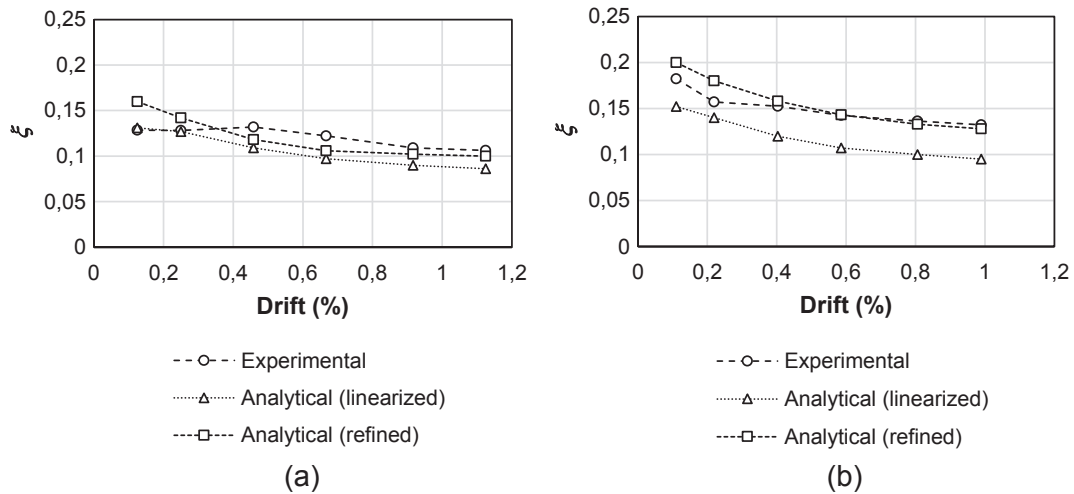 0,25
0,2
0,15
0,1
0,05
0
ξ
0 0,2 0,4 0,6 0,8 1 1,2
Drift (%)
Experimental
Analytical (linearized)
Analytical (refined)
(a)
0,25
0,2
0,15
0,1
0,05
0
ξ
0 0,2 0,4 0,6 0,8 1 1,2
Drift (%)
Experimental
Analytical (linearized)
Analytical (refined)
(b)